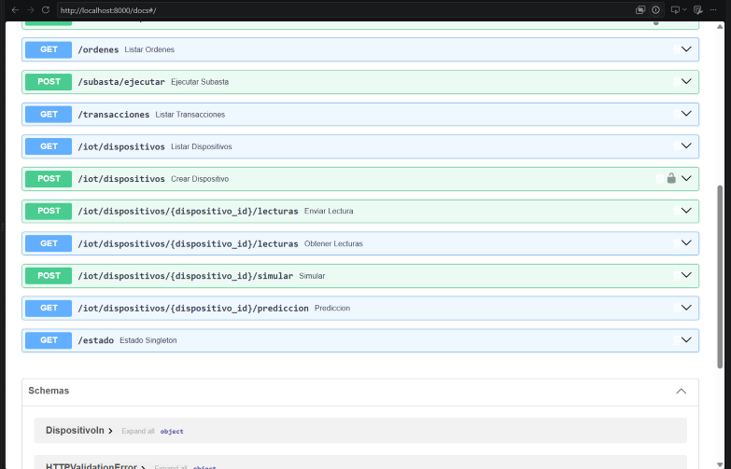 http://localhost:8000/docs#/
GET /ordenes Listar Ordenes
POST /subasta/ejecutar Ejecutar Subasta
GET /transacciones Listar Transacciones
GET /iot/dispositivos Listar Dispositivos
POST /iot/dispositivos Crear Dispositivo
POST /iot/dispositivos/{dispositivo_id}/lecturas Enviar Lectura
GET /iot/dispositivos/{dispositivo_id}/lecturas Obtener Lecturas
POST /iot/dispositivos/{dispositivo_id}/simular Simular
GET /iot/dispositivos/{dispositivo_id}/prediccion Prediccion
GET /estado Estado Singleton
Schemas
DispositivoIn Expand all object
HTTPValidationError Expand all object